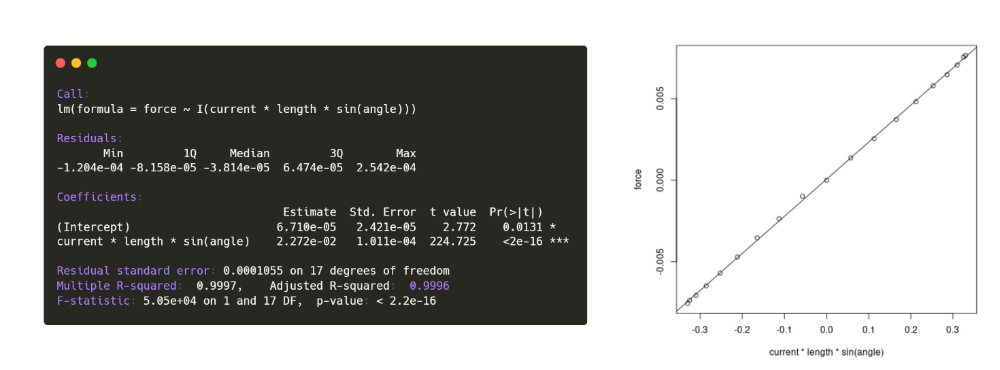 Call:
lm(formula = force ~ I(current * length * sin(angle)))
Residuals:
Min 1Q Median 3Q Max
-1.204e-04 -8.158e-05 -3.814e-05 6.474e-05 2.542e-04
Coefficients:
Estimate Std. Error t value Pr(>|t|)
(Intercept) 6.710e-05 2.421e-05 2.772 0.0131 *
current * length * sin(angle) 2.272e-02 1.011e-04 224.725 <2e-16 ***
Residual standard error: 0.0001055 on 17 degrees of freedom
Multiple R-squared: 0.9997, Adjusted R-squared: 0.9996
F-statistic: 5.05e+04 on 1 and 17 DF, p-value: < 2.2e-16
force
0.005
0.000
-0.005
-0.3 -0.2 -0.1 0.0 0.1 0.2 0.3
current * length * sin(angle)